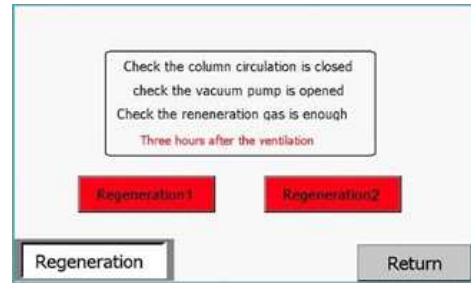 Check the column circulation is closed
check the vacuum pump is opened
Check the reneneration gas is enough
Three hours after the ventilation
Regeneration1
Regeneration2
Regeneration
Return